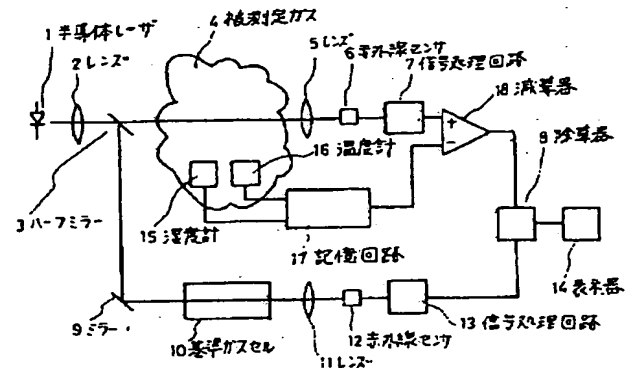 1 半導体レーザ
2 レンズ
3 ハーフミラー
4 被測定ガス
5 レンズ
6 赤外線センサ
7 信号処理回路
18 減算器
8 除算器
16 温度計
15 湿度計
17 記憶回路
14 表示器
9 ミラー
10 基準ガスセル
11 レンズ
12 赤外線センサ
13 信号処理回路
+
−